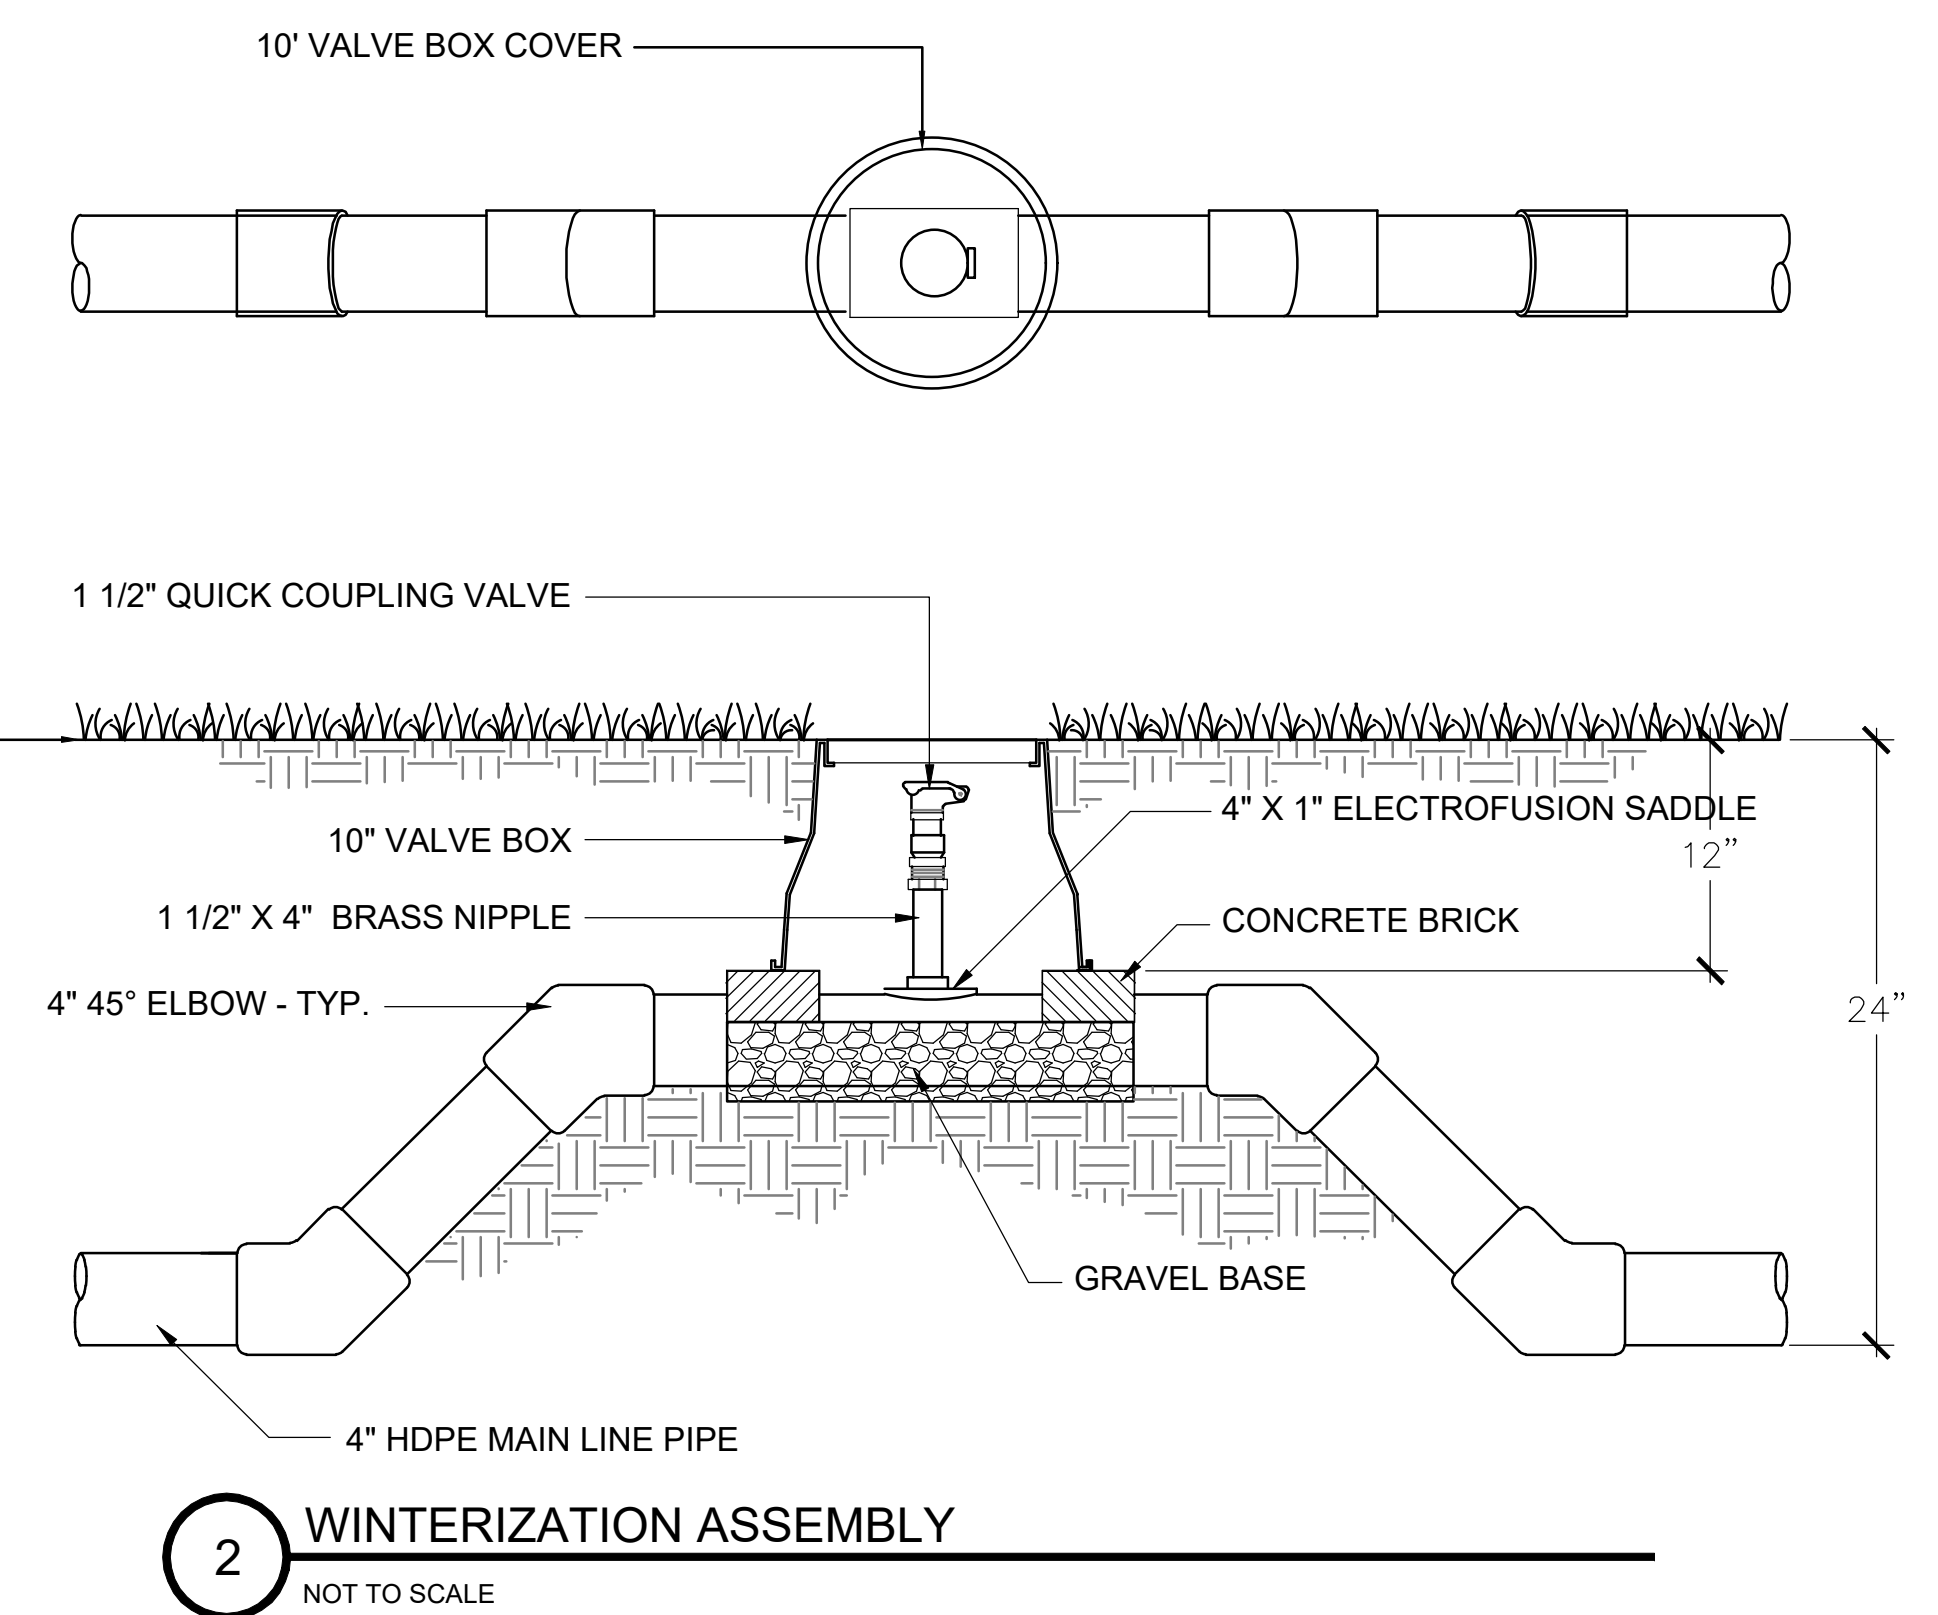 10' VALVE BOX COVER
1 1/2" QUICK COUPLING VALVE
4" X 1" ELECTROFUSION SADDLE
10" VALVE BOX
12”
1 1/2" X 4"  BRASS NIPPLE
CONCRETE BRICK
4" 45° ELBOW - TYP.
24”
GRAVEL BASE
4" HDPE MAIN LINE PIPE
2
WINTERIZATION ASSEMBLY
NOT TO SCALE